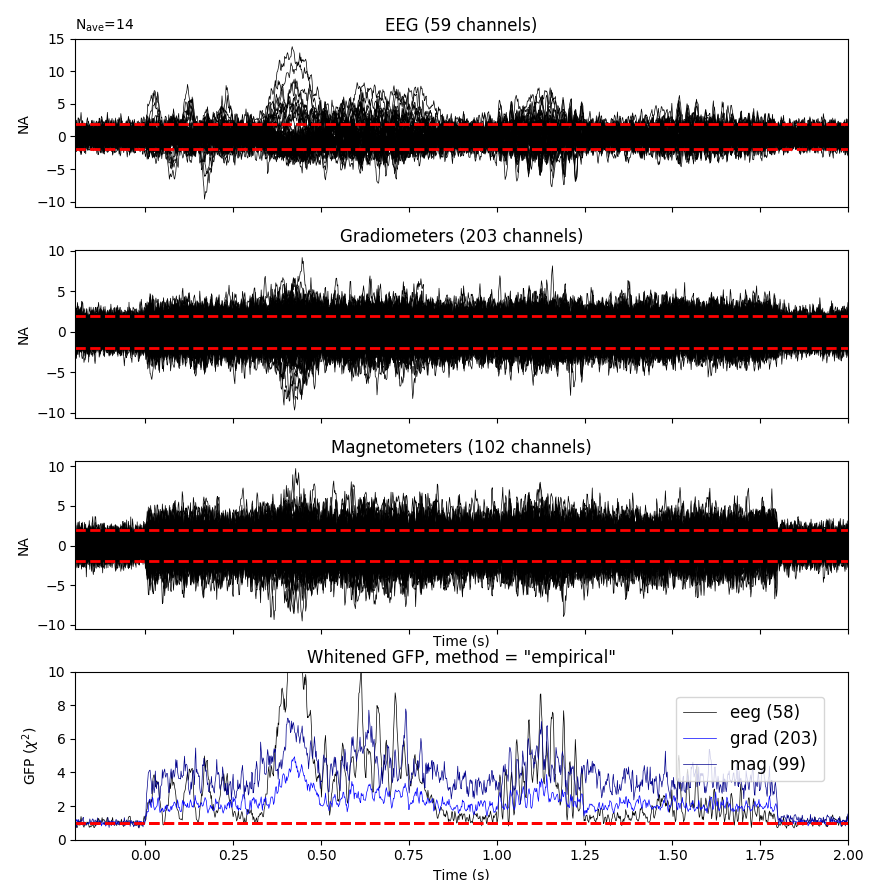 N_ave=14
EEG (59 channels)
15
10
5
0
−5
−10
NA
Gradiometers (203 channels)
10
5
0
−5
−10
NA
Magnetometers (102 channels)
10
5
0
−5
−10
NA
Time (s)
Whitened GFP, method = "empirical"
10
8
6
4
2
0
GFP (χ²)
eeg (58)
grad (203)
mag (99)
0.00 0.25 0.50 0.75 1.00 1.25 1.50 1.75 2.00
Time (s)